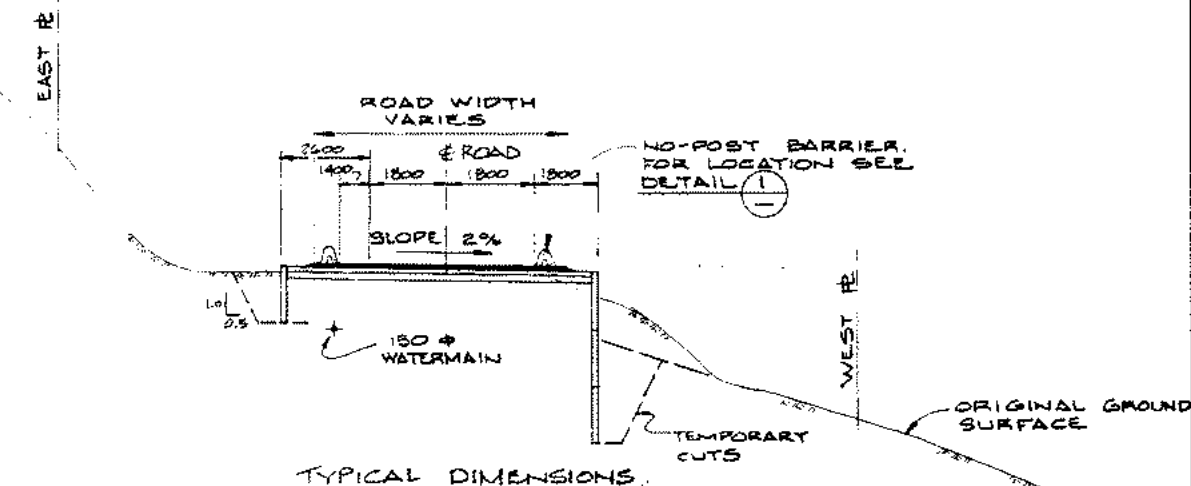 EAST ⅊
ROAD WIDTH
VARIES
2600
℄ ROAD
1400
1800
1800
1800
NO-POST BARRIER.
FOR LOCATION SEE
DETAIL 1
—
SLOPE 2%
1.0
0.5
150 ϕ
WATERMAIN
WEST ⅊
ORIGINAL GROUND
SURFACE
TEMPORARY
CUTS
TYPICAL DIMENSIONS